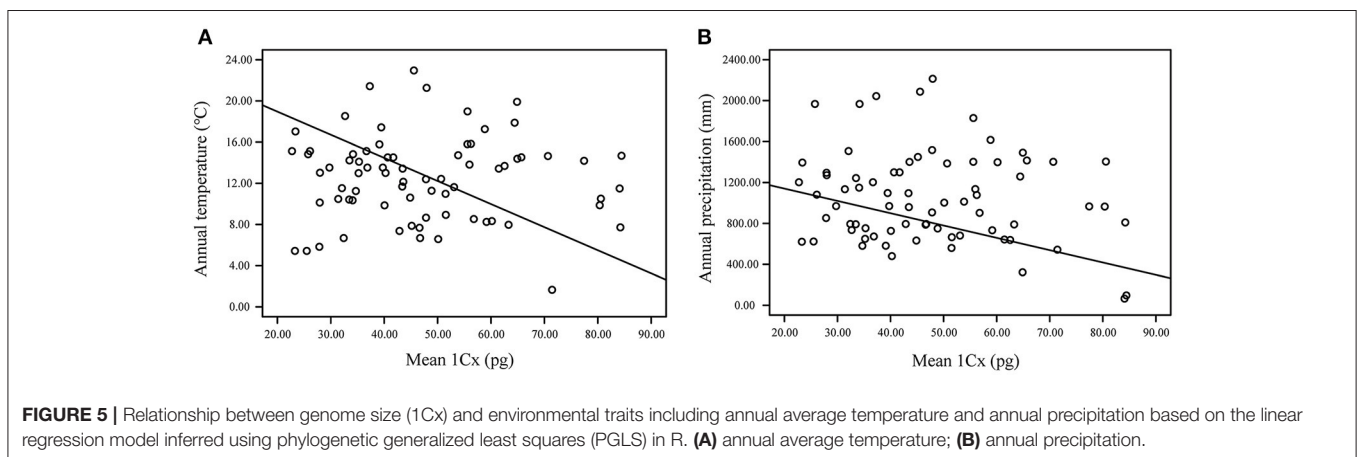 A
Annual temperature (°C)
24.00
20.00
16.00
12.00
8.00
4.00
0.00
20.00 30.00 40.00 50.00 60.00 70.00 80.00 90.00
Mean 1Cx (pg)
B
Annual precipitation (mm)
2400.00
2000.00
1600.00
1200.00
800.00
400.00
0.00
20.00 30.00 40.00 50.00 60.00 70.00 80.00 90.00
Mean 1Cx (pg)
FIGURE 5 | Relationship between genome size (1Cx) and environmental traits including annual average temperature and annual precipitation based on the linear
regression model inferred using phylogenetic generalized least squares (PGLS) in R. (A) annual average temperature; (B) annual precipitation.